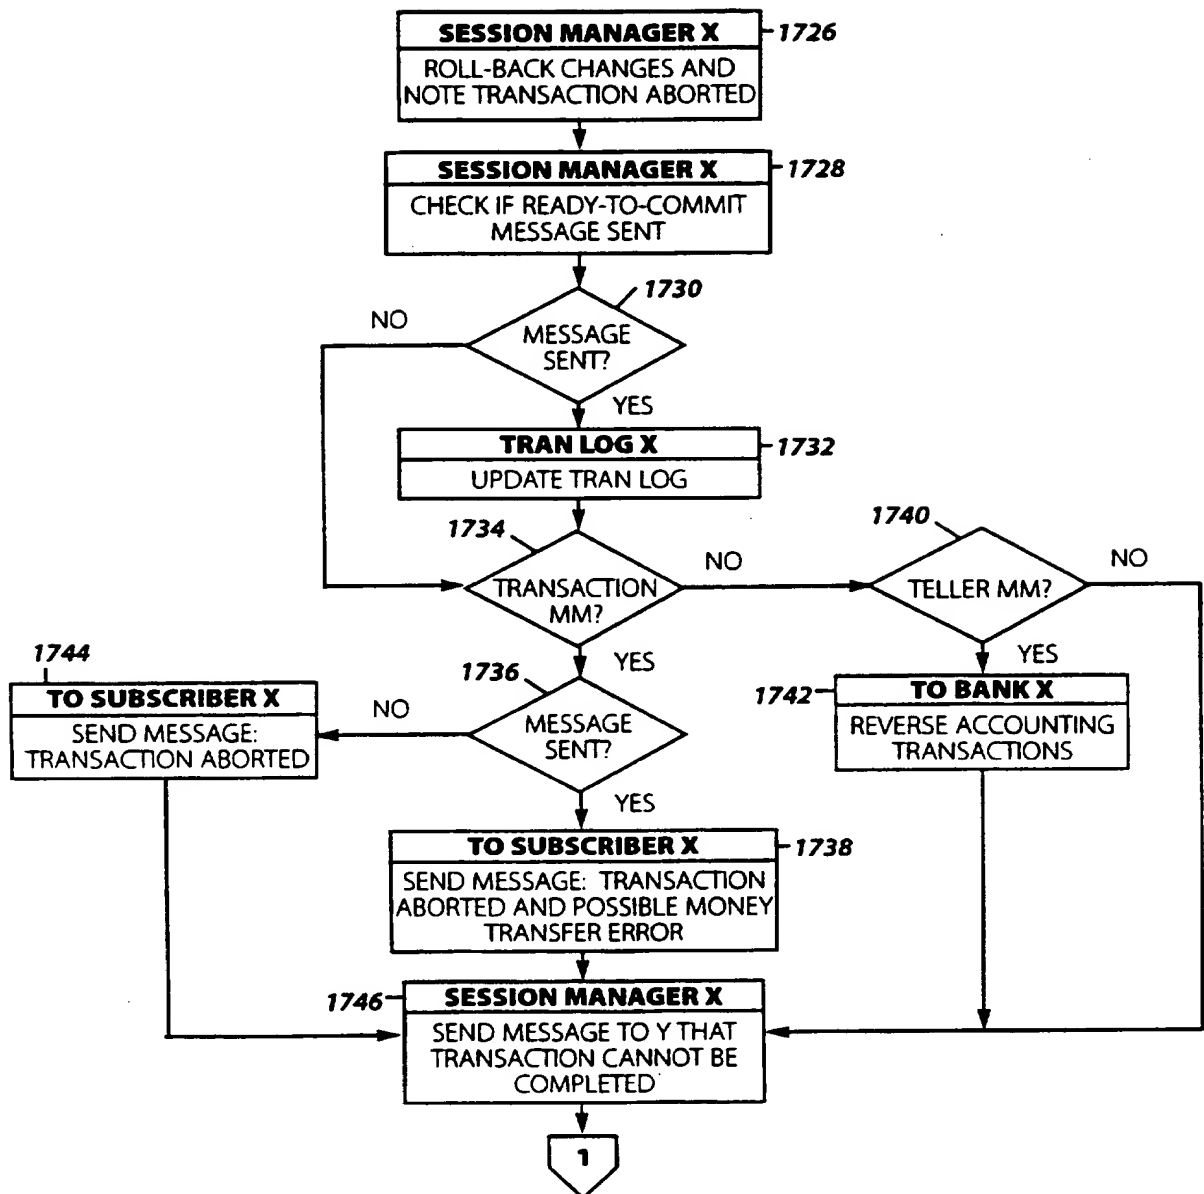 SESSION MANAGER X
1726
ROLL-BACK CHANGES AND
NOTE TRANSACTION ABORTED
SESSION MANAGER X
1728
CHECK IF READY-TO-COMMIT
MESSAGE SENT
1730
NO
MESSAGE
SENT?
YES
TRAN LOG X
1732
UPDATE TRAN LOG
1734
TRANSACTION
MM?
NO
1740
TELLER MM?
NO
YES
YES
1744
TO SUBSCRIBER X
SEND MESSAGE:
TRANSACTION ABORTED
1736
NO
MESSAGE
SENT?
1742
TO BANK X
REVERSE ACCOUNTING
TRANSACTIONS
YES
TO SUBSCRIBER X
1738
SEND MESSAGE: TRANSACTION
ABORTED AND POSSIBLE MONEY
TRANSFER ERROR
1746
SESSION MANAGER X
SEND MESSAGE TO Y THAT
TRANSACTION CANNOT BE
COMPLETED
1